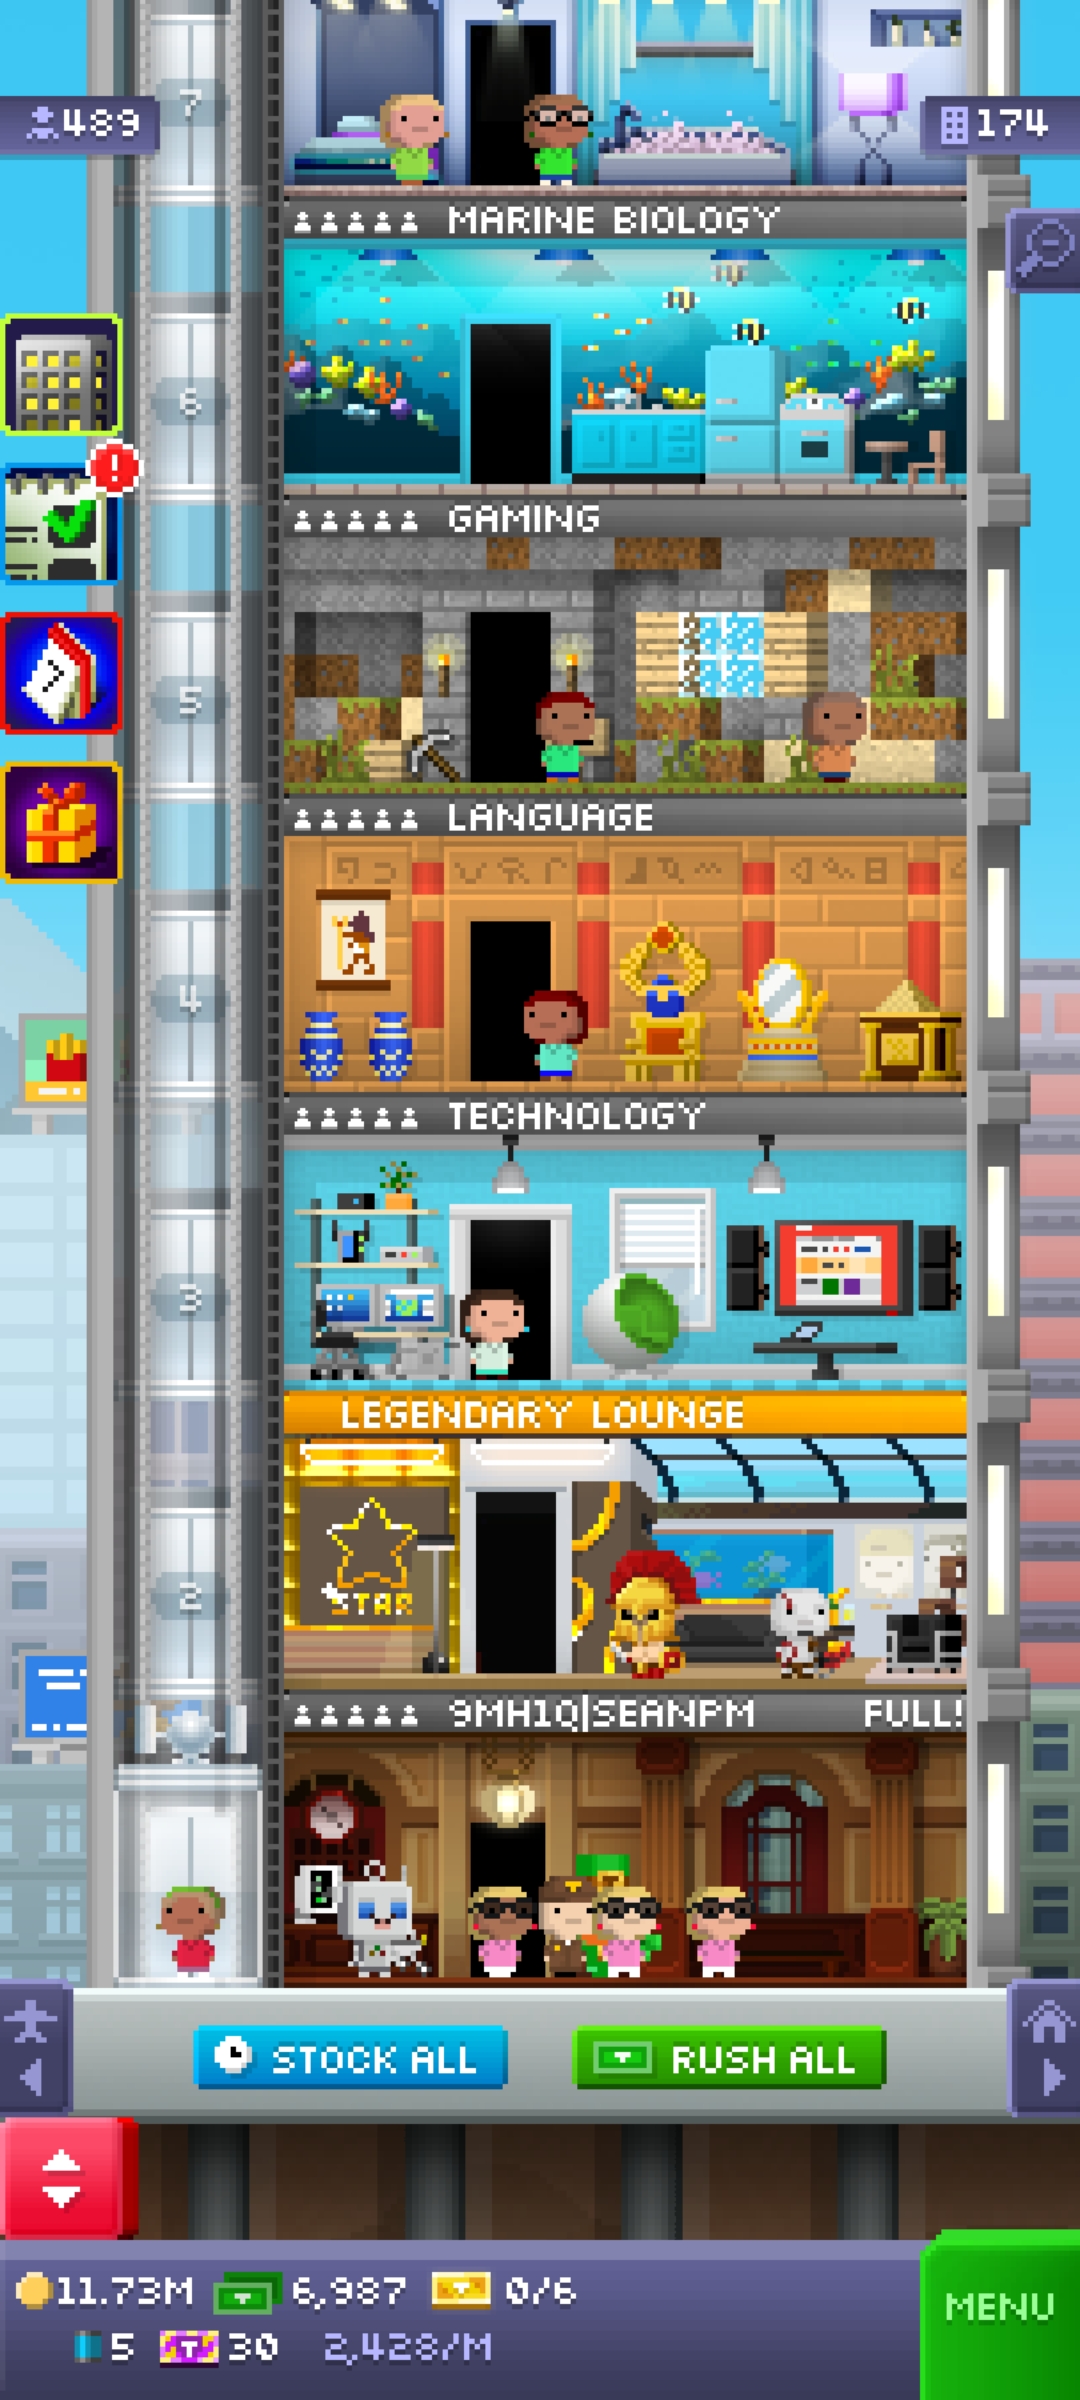 7
489
174
MARINE BIOLOGY
6
GAMING
5
LANGUAGE
4
TECHNOLOGY
3
LEGENDARY LOUNGE
STAR
2
9MH1Q|SEANPM FULL!
STOCK ALL
RUSH ALL
11.73M 6,987 0/6
MENU
5 30 2,428/M